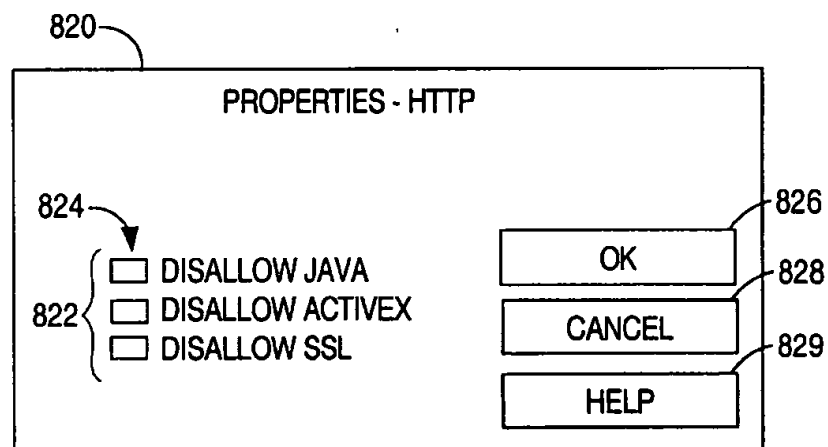 820
PROPERTIES - HTTP
824
826
822
DISALLOW JAVA
DISALLOW ACTIVEX
DISALLOW SSL
OK
828
CANCEL
829
HELP